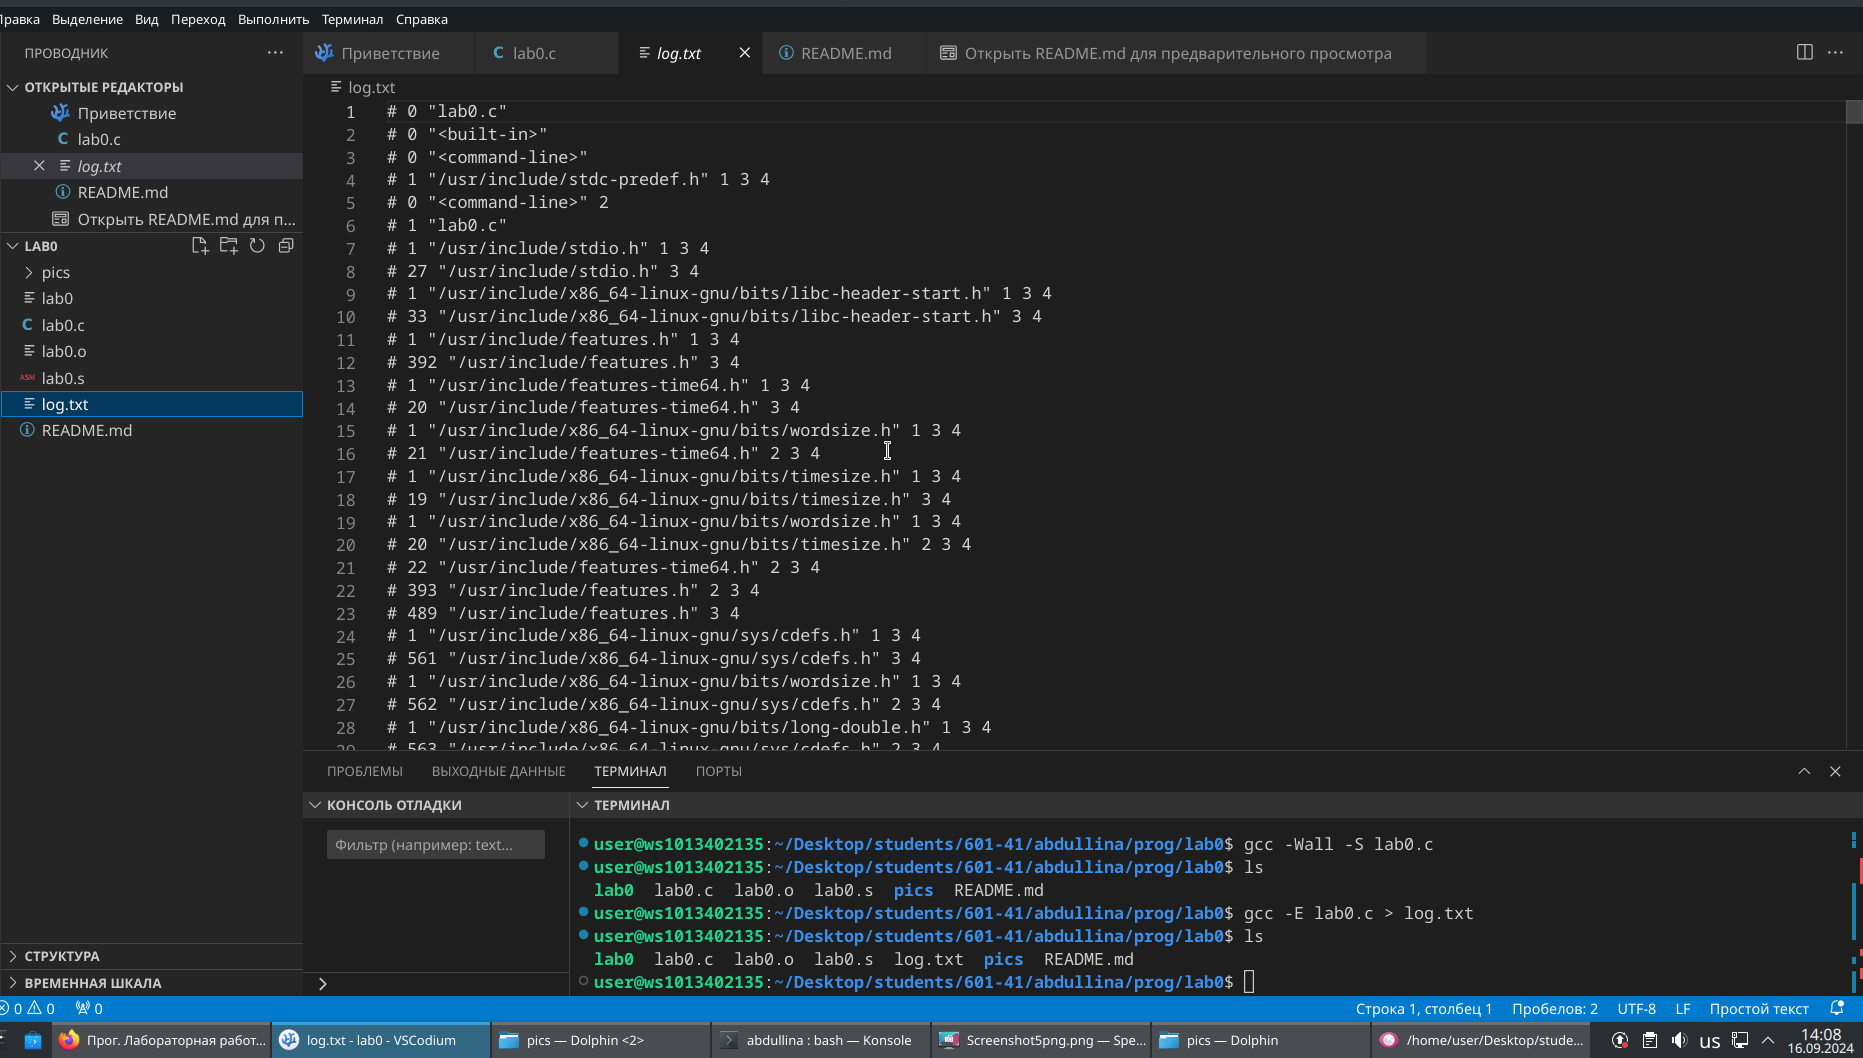 Правка Выделение Вид Переход Выполнить Терминал Справка
ПРОВОДНИК
Приветствие
lab0.c
log.txt
README.md
Открыть README.md для предварительного просмотра
ОТКРЫТЫЕ РЕДАКТОРЫ
Приветствие
C lab0.c
log.txt
README.md
Открыть README.md для п...
LAB0
pics
lab0
C lab0.c
lab0.o
ASM lab0.s
log.txt
README.md
СТРУКТУРА
ВРЕМЕННАЯ ШКАЛА
log.txt
1 # 0 "lab0.c"
2 # 0 "<built-in>"
3 # 0 "<command-line>"
4 # 1 "/usr/include/stdc-predef.h" 1 3 4
5 # 0 "<command-line>" 2
6 # 1 "lab0.c"
7 # 1 "/usr/include/stdio.h" 1 3 4
8 # 27 "/usr/include/stdio.h" 3 4
9 # 1 "/usr/include/x86_64-linux-gnu/bits/libc-header-start.h" 1 3 4
10 # 33 "/usr/include/x86_64-linux-gnu/bits/libc-header-start.h" 3 4
11 # 1 "/usr/include/features.h" 1 3 4
12 # 392 "/usr/include/features.h" 3 4
13 # 1 "/usr/include/features-time64.h" 1 3 4
14 # 20 "/usr/include/features-time64.h" 3 4
15 # 1 "/usr/include/x86_64-linux-gnu/bits/wordsize.h" 1 3 4
16 # 21 "/usr/include/features-time64.h" 2 3 4
17 # 1 "/usr/include/x86_64-linux-gnu/bits/timesize.h" 1 3 4
18 # 19 "/usr/include/x86_64-linux-gnu/bits/timesize.h" 3 4
19 # 1 "/usr/include/x86_64-linux-gnu/bits/wordsize.h" 1 3 4
20 # 20 "/usr/include/x86_64-linux-gnu/bits/timesize.h" 2 3 4
21 # 22 "/usr/include/features-time64.h" 2 3 4
22 # 393 "/usr/include/features.h" 2 3 4
23 # 489 "/usr/include/features.h" 3 4
24 # 1 "/usr/include/x86_64-linux-gnu/sys/cdefs.h" 1 3 4
25 # 561 "/usr/include/x86_64-linux-gnu/sys/cdefs.h" 3 4
26 # 1 "/usr/include/x86_64-linux-gnu/bits/wordsize.h" 1 3 4
27 # 562 "/usr/include/x86_64-linux-gnu/sys/cdefs.h" 2 3 4
28 # 1 "/usr/include/x86_64-linux-gnu/bits/long-double.h" 1 3 4
29 # 563 "/usr/include/x86_64-linux-gnu/sys/cdefs.h" 2 3 4
ПРОБЛЕМЫ ВЫХОДНЫЕ ДАННЫЕ ТЕРМИНАЛ ПОРТЫ
КОНСОЛЬ ОТЛАДКИ
Фильтр (например: text...
ТЕРМИНАЛ
user@ws1013402135:~/Desktop/students/601-41/abdullina/prog/lab0$ gcc -Wall -S lab0.c
user@ws1013402135:~/Desktop/students/601-41/abdullina/prog/lab0$ ls
lab0 lab0.c lab0.o lab0.s pics README.md
user@ws1013402135:~/Desktop/students/601-41/abdullina/prog/lab0$ gcc -E lab0.c > log.txt
user@ws1013402135:~/Desktop/students/601-41/abdullina/prog/lab0$ ls
lab0 lab0.c lab0.o lab0.s log.txt pics README.md
user@ws1013402135:~/Desktop/students/601-41/abdullina/prog/lab0$
0 0 0
Строка 1, столбец 1 Пробелов: 2 UTF-8 LF Простой текст
Прог. Лабораторная работ...
log.txt - lab0 - VSCodium
pics — Dolphin <2>
abdullina : bash — Konsole
Screenshot5png.png — Spe...
pics — Dolphin
/home/user/Desktop/stude...
us
14:08
16.09.2024